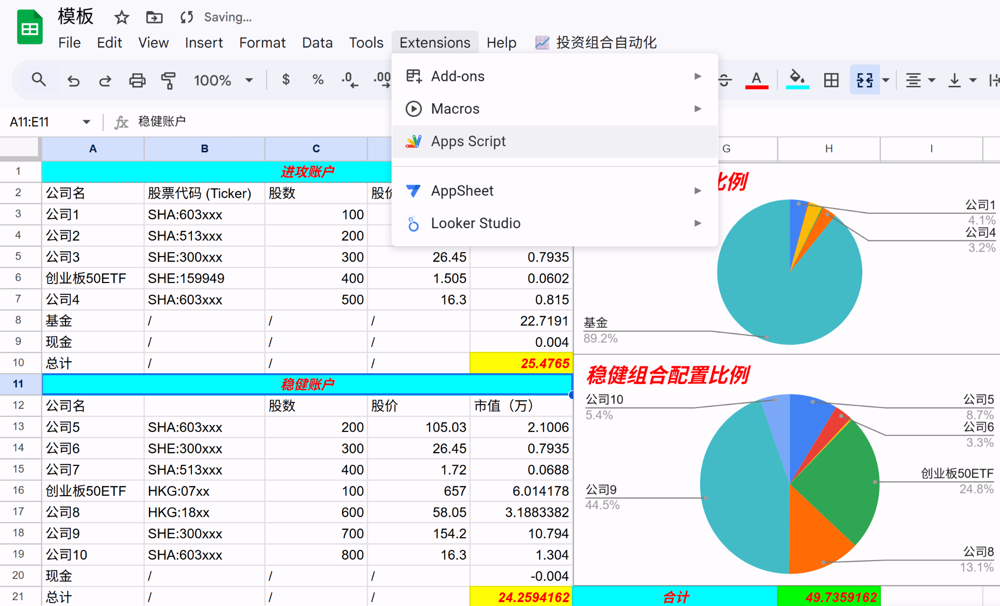 模板 Saving...
File Edit View Insert Format Data Tools Extensions Help 投资组合自动化
100% $ % .0 .00 A
Add-ons
Macros
Apps Script
AppSheet
Looker Studio
A11:E11 fx 稳健账户
A B C G H I
1 进攻账户
2 公司名 股票代码 (Ticker) 股数 股价
3 公司1 SHA:603xxx 100
4 公司2 SHA:513xxx 200
5 公司3 SHE:300xxx 300 26.45 0.7935
6 创业板50ETF SHE:159949 400 1.505 0.0602
7 公司4 SHA:603xxx 500 16.3 0.815
8 基金 / / / 22.7191
9 现金 / / / 0.004
10 总计 / / / 25.4765
11 稳健账户
12 公司名 股数 股价 市值（万）
13 公司5 SHA:603xxx 200 105.03 2.1006
14 公司6 SHE:300xxx 300 26.45 0.7935
15 公司7 SHA:513xxx 400 1.72 0.0688
16 创业板50ETF HKG:07xx 100 657 6.014178
17 公司8 HKG:18xx 600 58.05 3.1883382
18 公司9 SHE:300xxx 700 154.2 10.794
19 公司10 SHA:603xxx 800 16.3 1.304
20 现金 / / / -0.004
21 总计 / / / 24.2594162 合计 49.7359162
比例
公司1
4.1%
公司4
3.2%
基金
89.2%
稳健组合配置比例
公司10
5.4%
公司5
8.7%
公司6
3.3%
创业板50ETF
24.8%
公司9
44.5%
公司8
13.1%